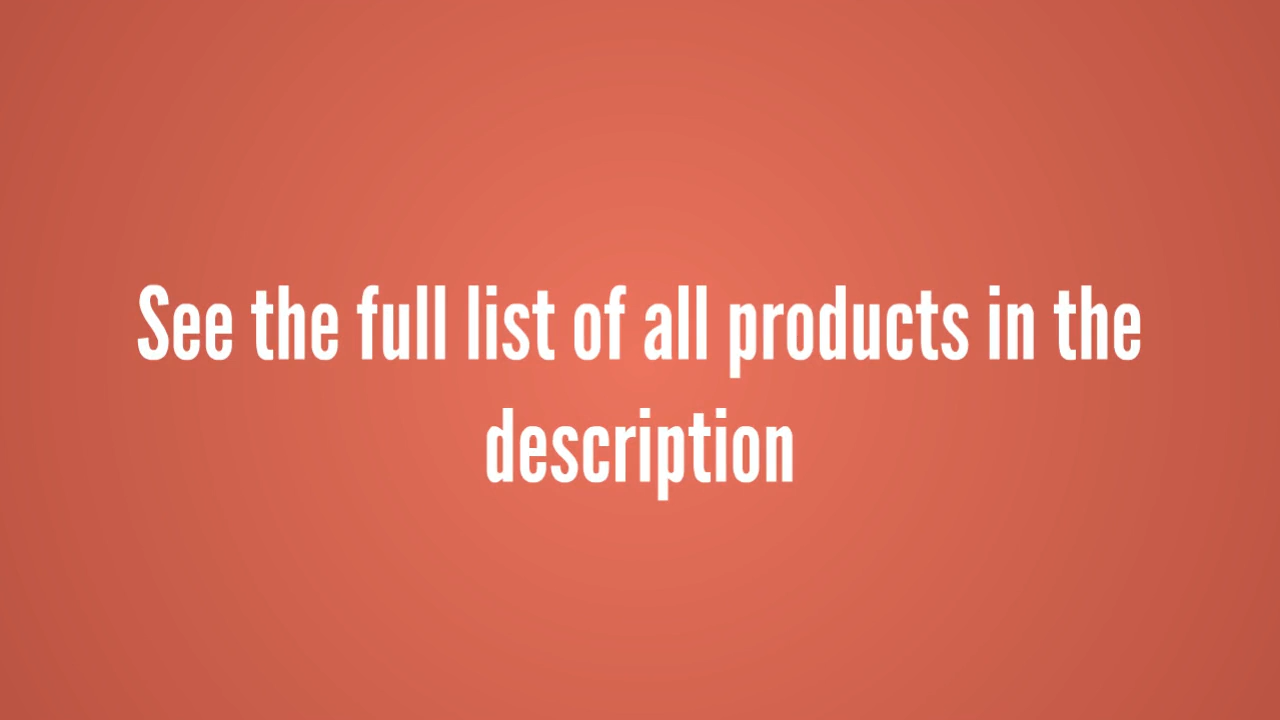 See the full list of all products in the
description